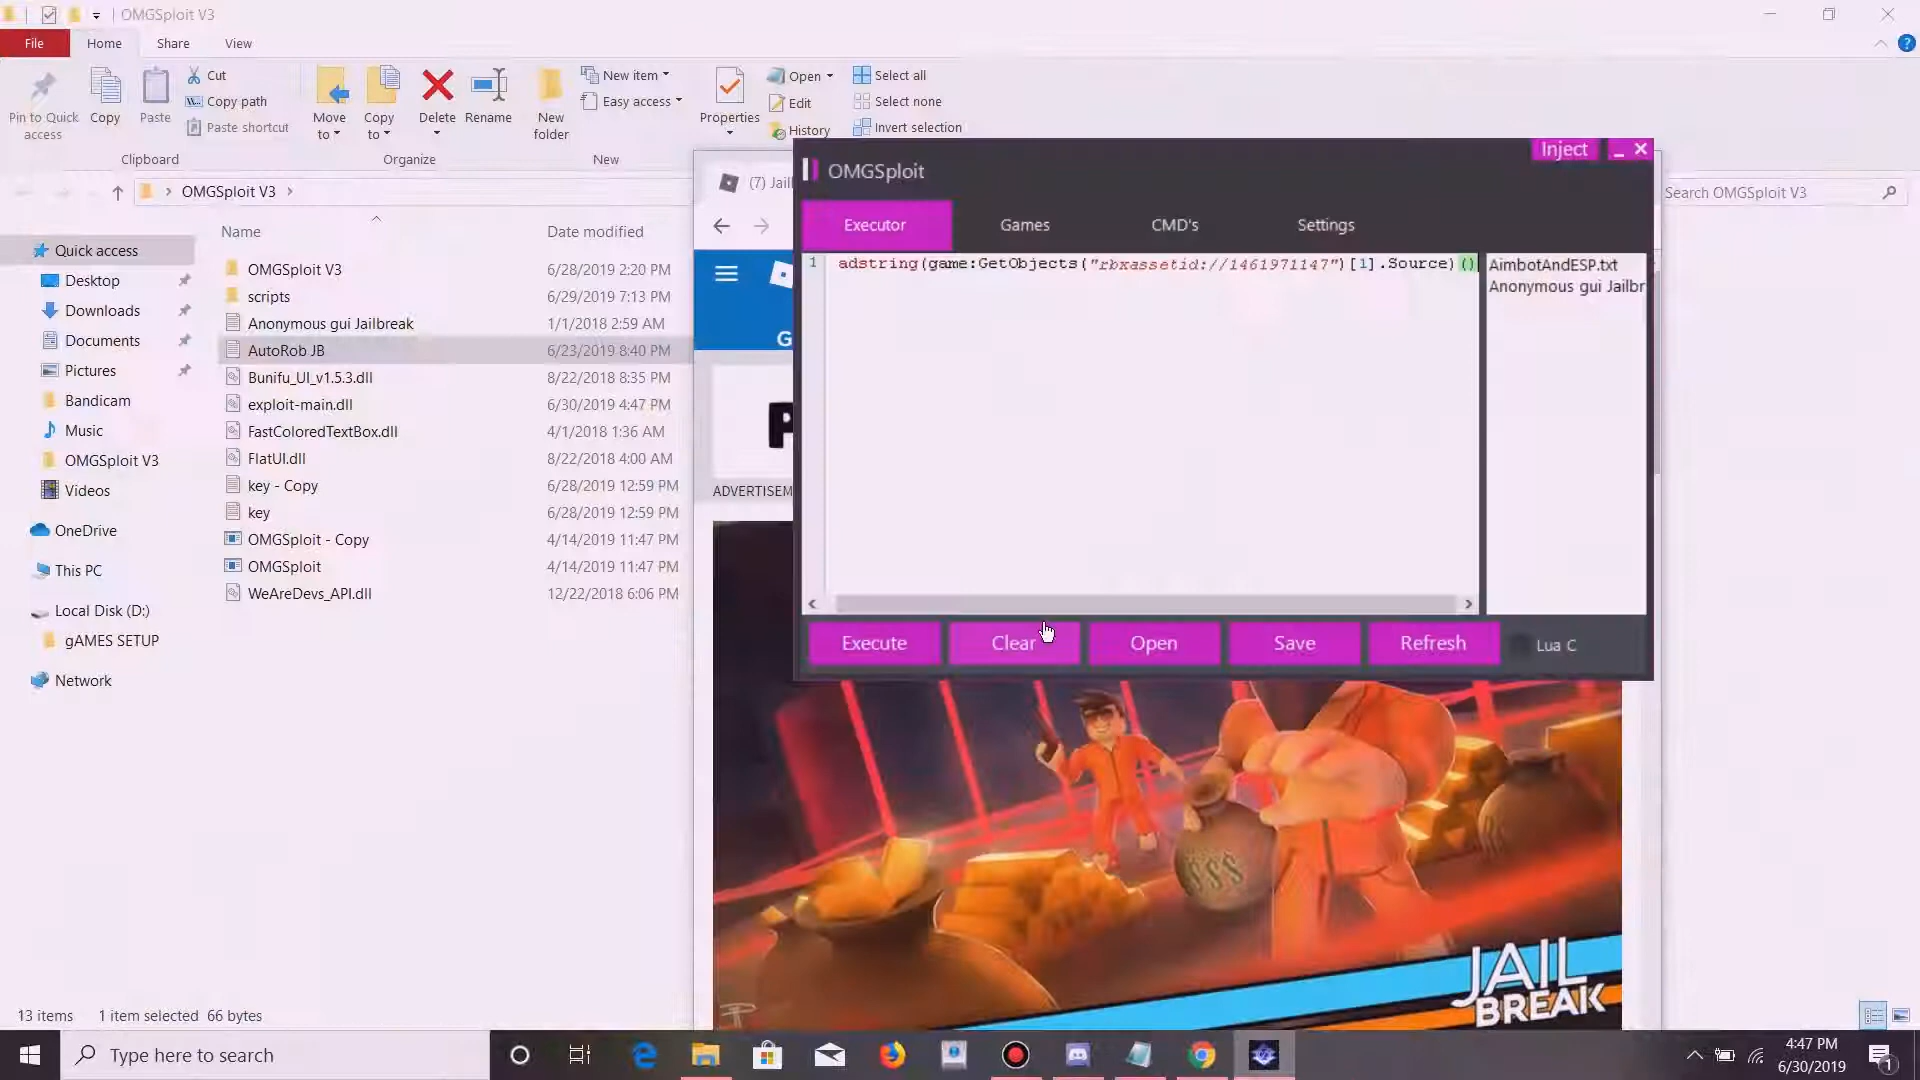 OMGSploit V3
File Home Share View
Pin to Quick access
Copy
Paste
Cut
Copy path
Paste shortcut
Clipboard
Move to
Copy to
Delete
Rename
Organize
New folder
New item
Easy access
New
Properties
Open
Edit
History
Select all
Select none
Invert selection
OMGSploit V3
Search OMGSploit V3
Quick access
Desktop
Downloads
Documents
Pictures
Bandicam
Music
OMGSploit V3
Videos
OneDrive
This PC
Local Disk (D:)
gAMES SETUP
Network
Name Date modified
OMGSploit V3 6/28/2019 2:20 PM
scripts 6/29/2019 7:13 PM
Anonymous gui Jailbreak 1/1/2018 2:59 AM
AutoRob JB 6/23/2019 8:40 PM
Bunifu_UI_v1.5.3.dll 8/22/2018 8:35 PM
exploit-main.dll 6/30/2019 4:47 PM
FastColoredTextBox.dll 4/1/2018 1:36 AM
FlatUI.dll 8/22/2018 4:00 AM
key - Copy 6/28/2019 12:59 PM
key 6/28/2019 12:59 PM
OMGSploit - Copy 4/14/2019 11:47 PM
OMGSploit 4/14/2019 11:47 PM
WeAreDevs_API.dll 12/22/2018 6:06 PM
(7) Jail
G
P
ADVERTISEM
Inject _ X
OMGSploit
Executor Games CMD's Settings
1 adstring(game:GetObjects("rbxassetid://1461971147")[1].Source)()
AimbotAndESP.txt
Anonymous gui Jailbr
Execute Clear Open Save Refresh Lua C
$$$
JAIL
BREAK
13 items 1 item selected 66 bytes
Type here to search
4:47 PM
6/30/2019
1